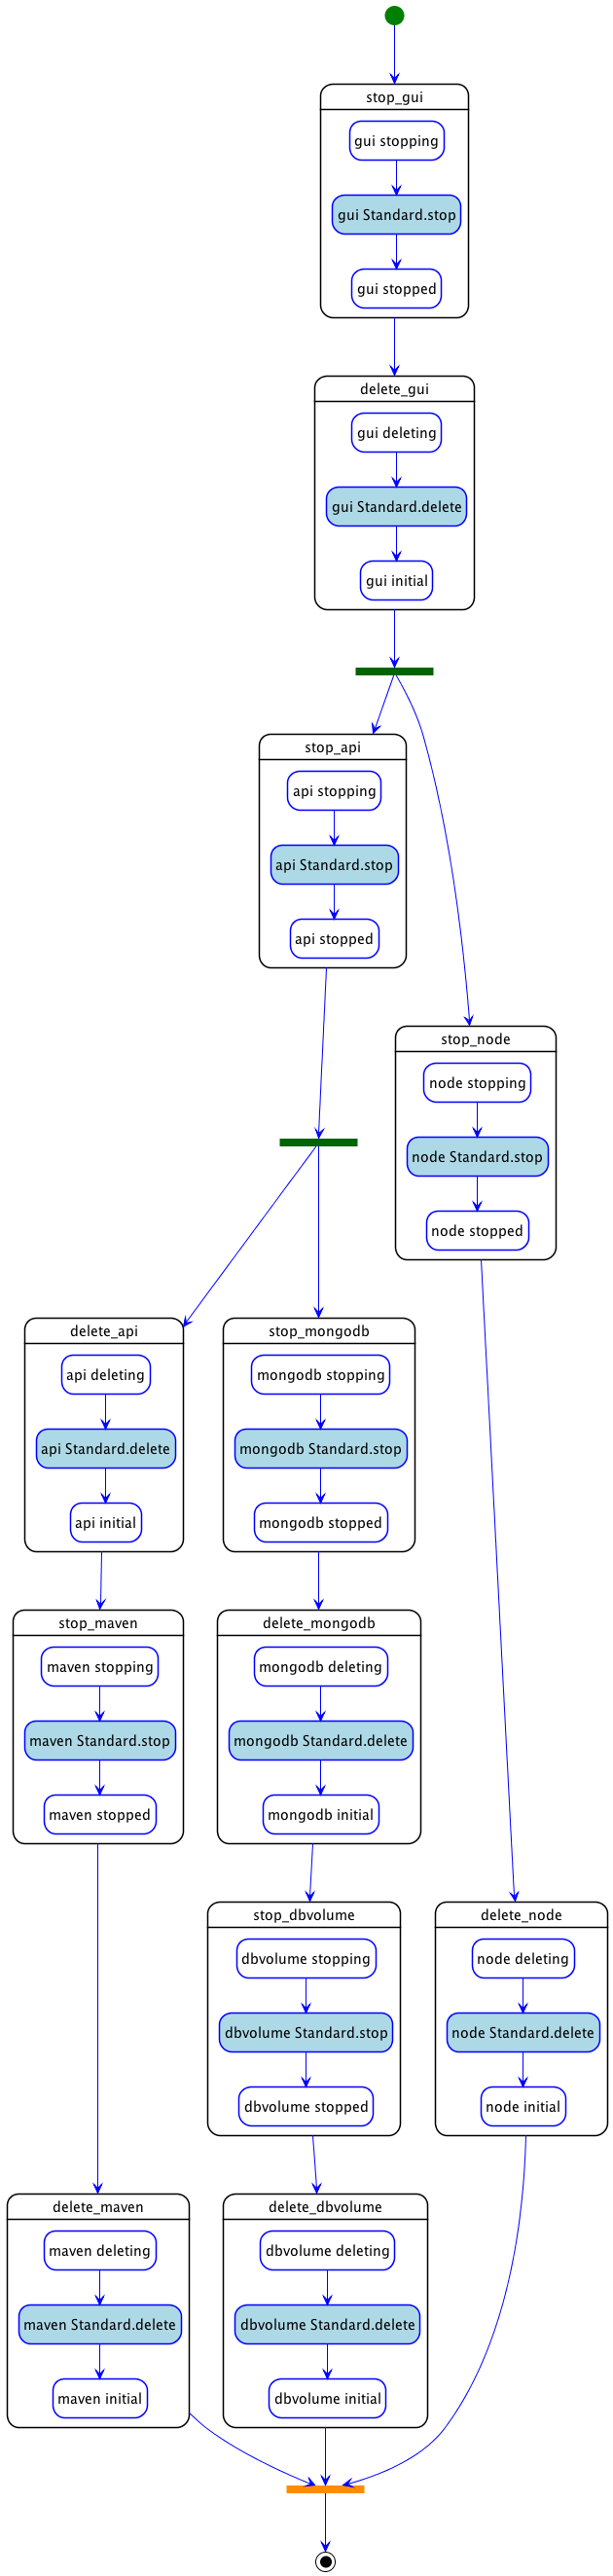 stop_gui
gui stopping
gui Standard.stop
gui stopped
delete_gui
gui deleting
gui Standard.delete
gui initial
stop_api
api stopping
api Standard.stop
api stopped
stop_node
node stopping
node Standard.stop
node stopped
delete_api
api deleting
api Standard.delete
api initial
stop_mongodb
mongodb stopping
mongodb Standard.stop
mongodb stopped
stop_maven
maven stopping
maven Standard.stop
maven stopped
delete_mongodb
mongodb deleting
mongodb Standard.delete
mongodb initial
stop_dbvolume
dbvolume stopping
dbvolume Standard.stop
dbvolume stopped
delete_node
node deleting
node Standard.delete
node initial
delete_maven
maven deleting
maven Standard.delete
maven initial
delete_dbvolume
dbvolume deleting
dbvolume Standard.delete
dbvolume initial